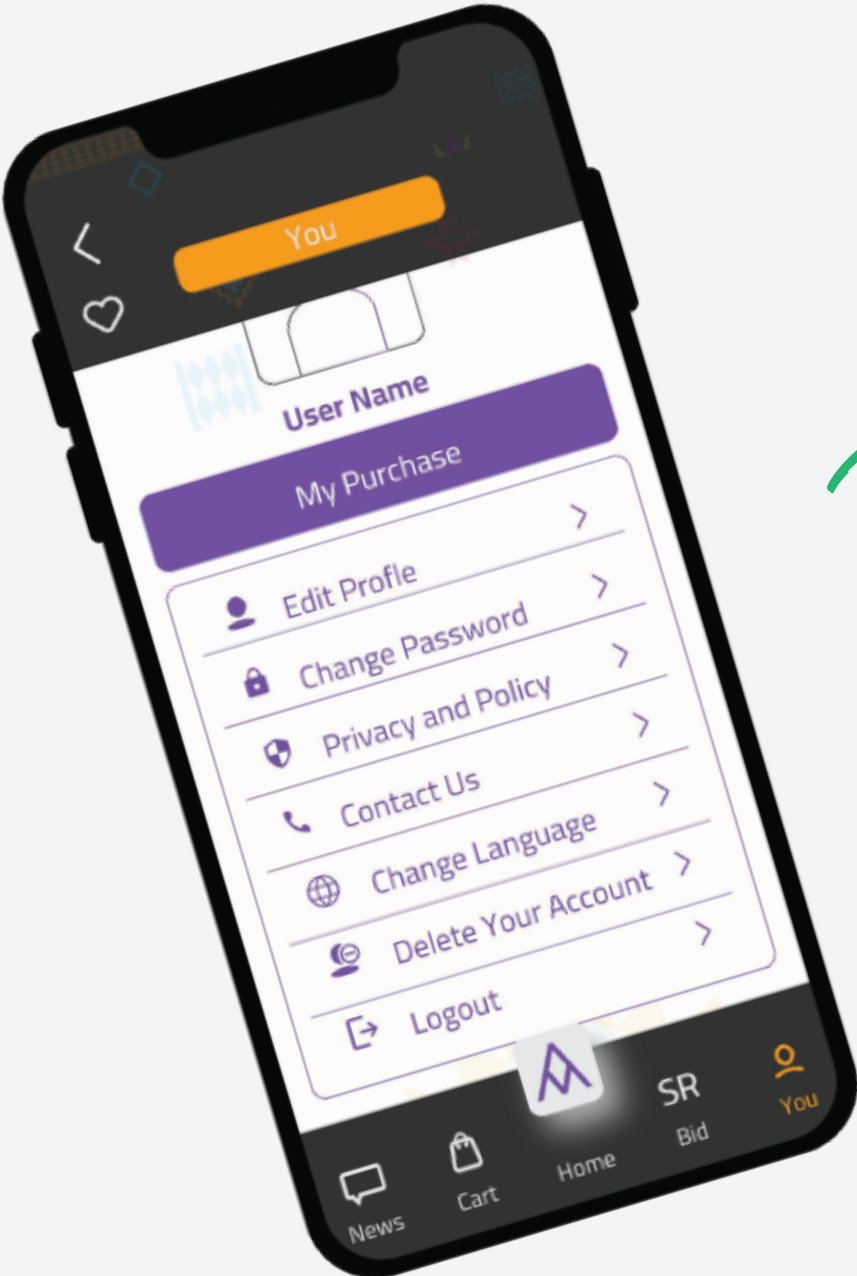 You
User Name
My Purchase
Edit Profle
Change Password
Privacy and Policy
Contact Us
Change Language
Delete Your Account
Logout
News
Cart
Home
SR
Bid
You